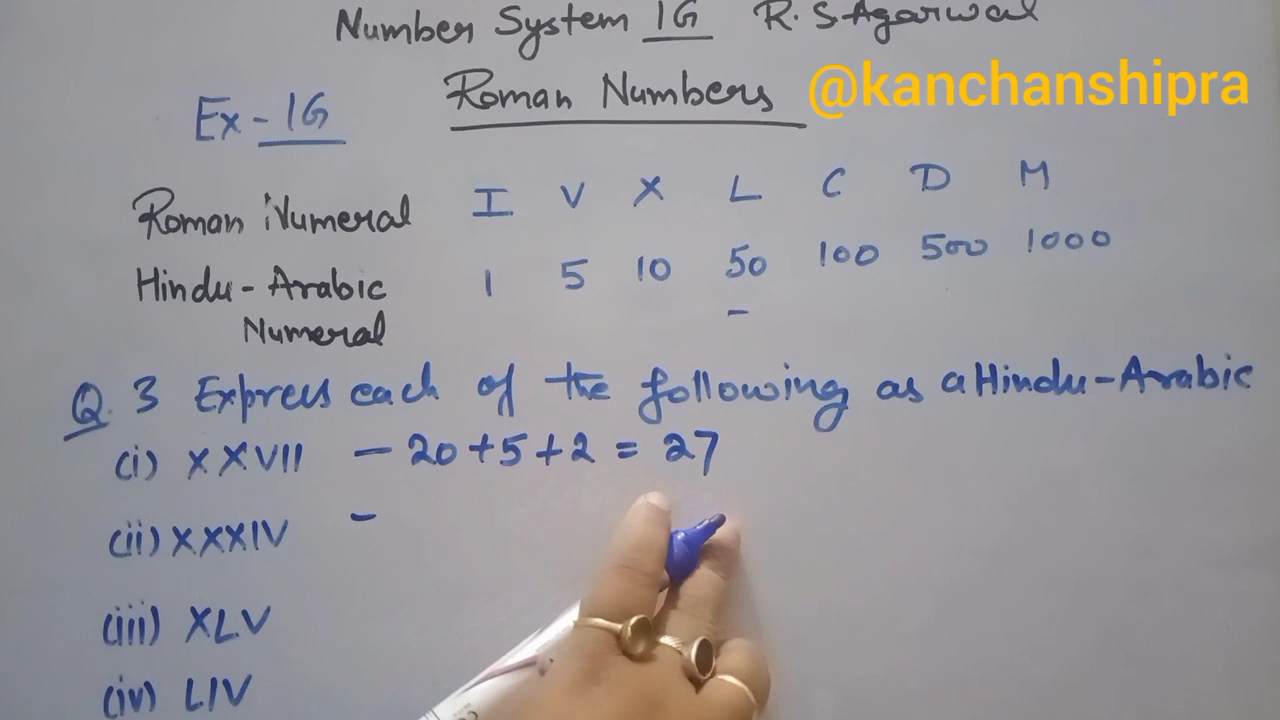 Number System 1G R.S.Agarwal
Roman Numbers @kanchanshipra
Ex-1G
Roman Numeral I V X L C D M
Hindu-Arabic 1 5 10 50 100 500 1000
Numeral
Q. 3 Express each of the following as a Hindu-Arabic
(i) XXVII - 20+5+2 = 27
(ii) XXXIV -
(iii) XLV
(iv) LIV